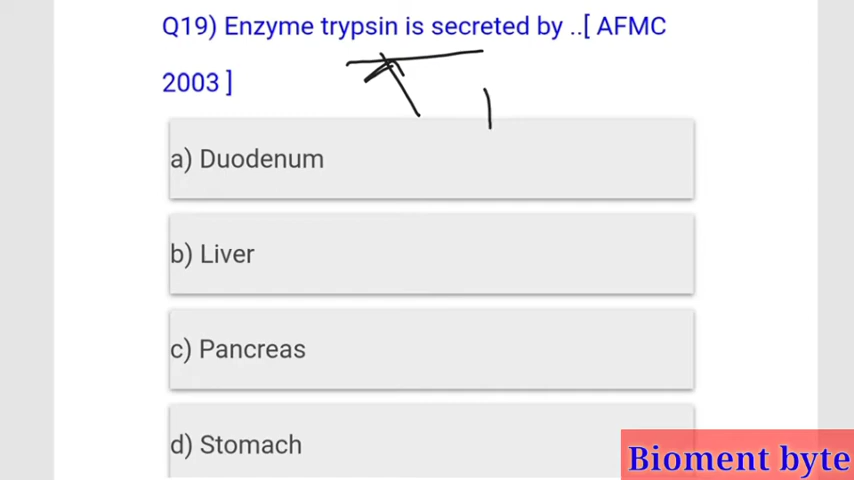 Q19) Enzyme trypsin is secreted by ..[ AFMC
2003 ]
a) Duodenum
b) Liver
c) Pancreas
d) Stomach
Bioment byte